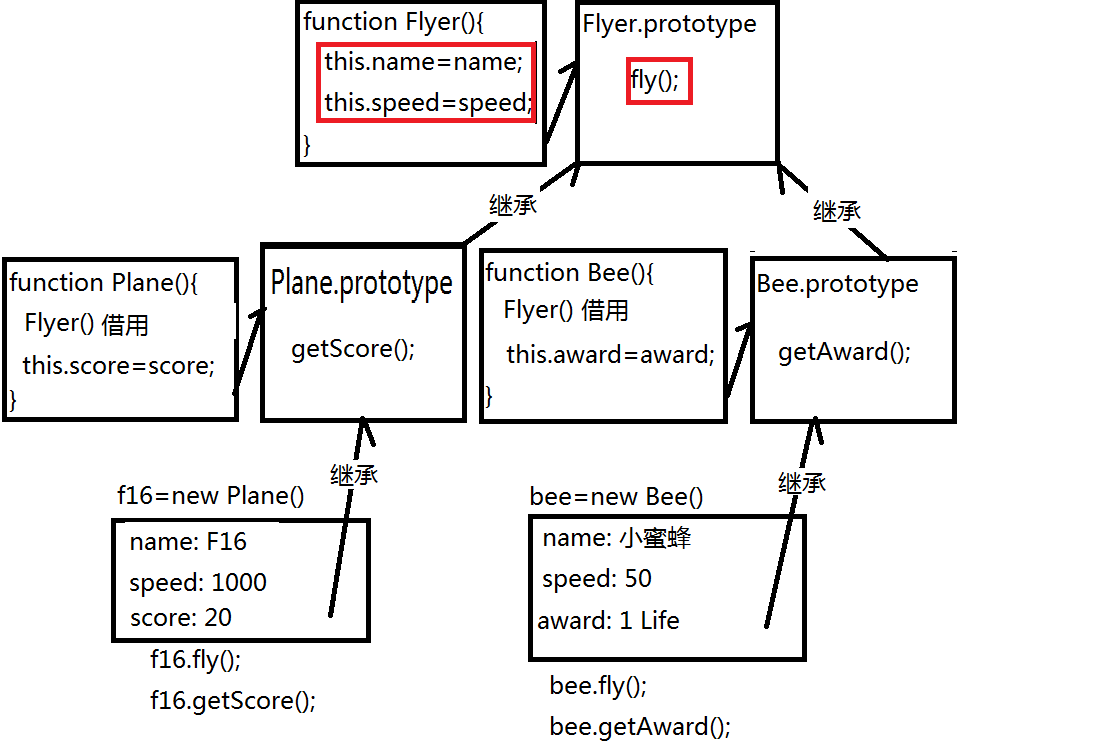 function Flyer(){
this.name=name;
this.speed=speed;
}
Flyer.prototype
fly();
继承
继承
function Plane(){
Flyer() 借用
this.score=score;
}
Plane.prototype
getScore();
function Bee(){
Flyer() 借用
this.award=award;
}
Bee.prototype
getAward();
继承
继承
f16=new Plane()
name: F16
speed: 1000
score: 20
f16.fly();
f16.getScore();
bee=new Bee()
name: 小蜜蜂
speed: 50
award: 1 Life
bee.fly();
bee.getAward();